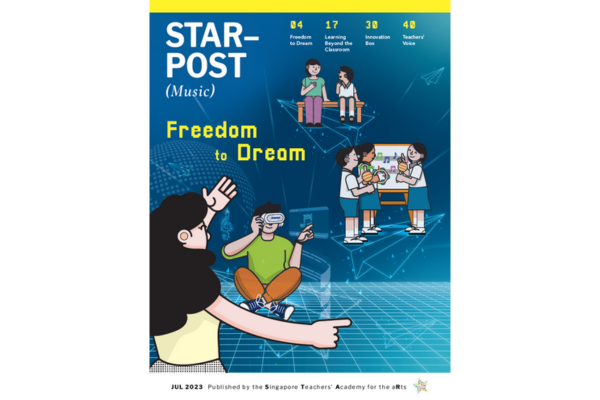 STAR–
POST
(Music)
04
Freedom
to Dream
17
Learning
Beyond the
Classroom
30
Innovation
Box
40
Teachers'
Voice
Freedom
to Dream
JUL 2023 Published by the Singapore Teachers' Academy for the aRts